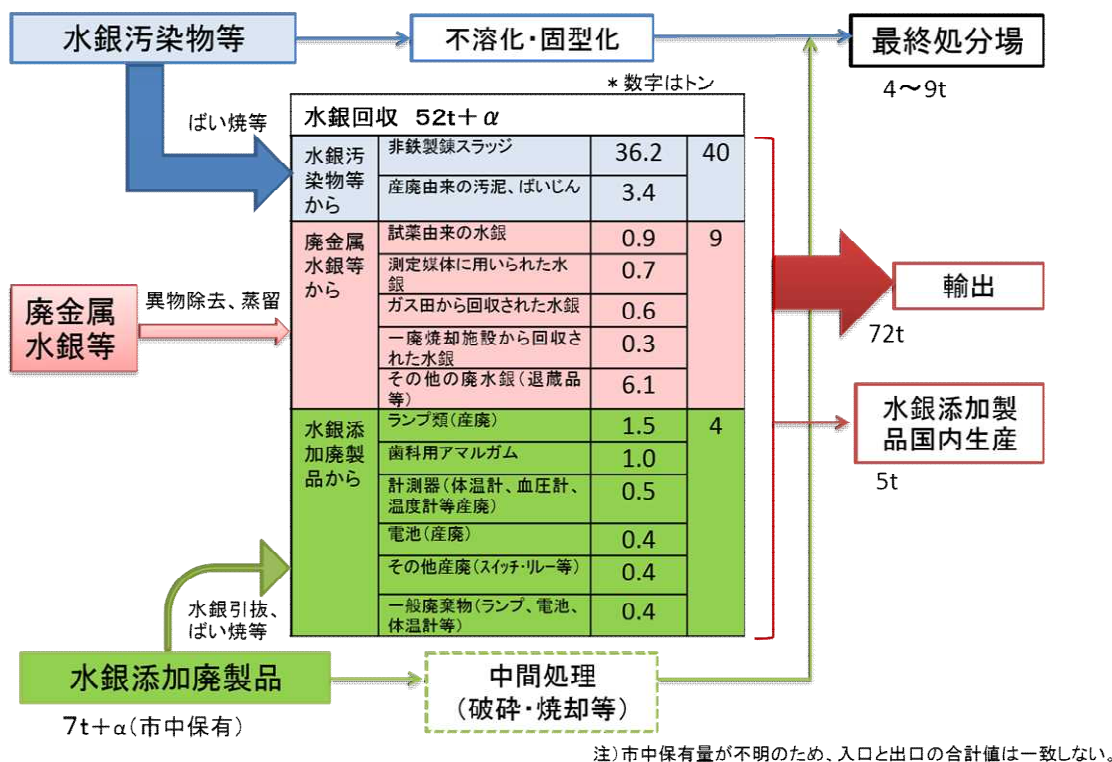 水銀汚染物等
不溶化・固型化
最終処分場
4～9t
＊数字はトン
ばい焼等
水銀回収 52t＋α
水銀汚
染物等
から
非鉄製錬スラッジ
36.2
40
産廃由来の汚泥、ばいじん
3.4
廃金属
水銀等
から
試薬由来の水銀
0.9
9
測定媒体に用いられた水
銀
0.7
ガス田から回収された水銀
0.6
一廃焼却施設から回収さ
れた水銀
0.3
その他の廃水銀（退蔵品
等）
6.1
水銀添
加廃製
品から
ランプ類（産廃）
1.5
4
歯科用アマルガム
1.0
計測器（体温計、血圧計、
温度計等産廃）
0.5
電池（産廃）
0.4
その他産廃（スイッチ・リレー等）
0.4
一般廃棄物（ランプ、電池、
体温計等）
0.4
異物除去、蒸留
廃金属
水銀等
輸出
72t
水銀添加製
品国内生産
5t
水銀引抜、
ばい焼等
水銀添加廃製品
7t＋α（市中保有）
中間処理
（破砕・焼却等）
注）市中保有量が不明のため、入口と出口の合計値は一致しない。